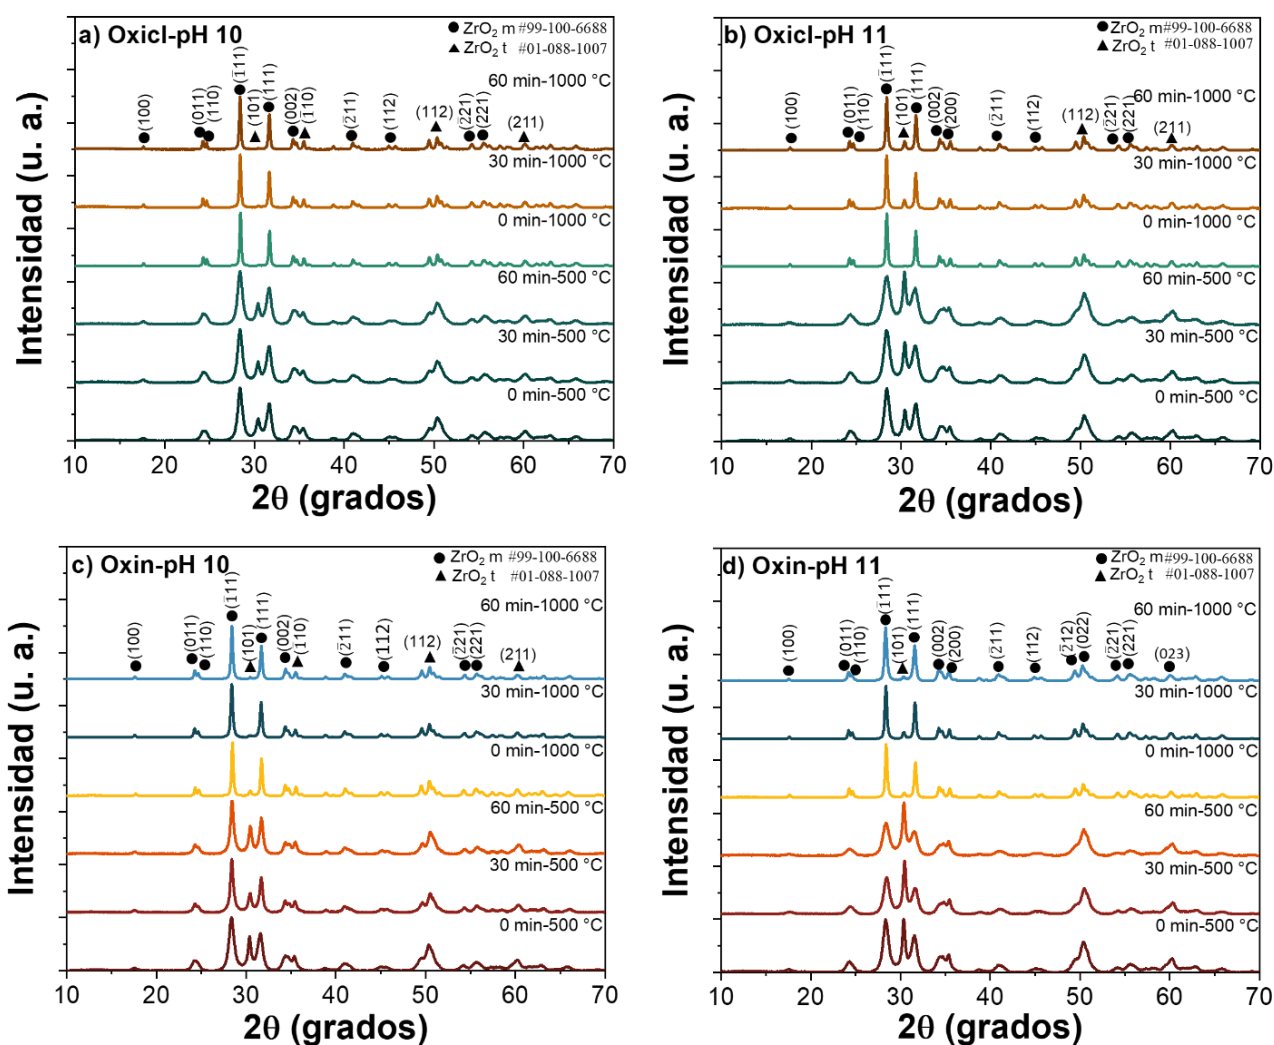 a) Oxicl-pH 10
● ZrO₂ m #99-100-6688
▲ ZrO₂ t #01-088-1007
60 min-1000 °C
(100) (011) (110) (1̅11) (101) (111) (002) (1̅10) (2̅11) (112) (112) (2̅21) (221) (211)
30 min-1000 °C
0 min-1000 °C
60 min-500 °C
30 min-500 °C
0 min-500 °C
Intensidad (u. a.)
10 20 30 40 50 60 70
2θ (grados)
b) Oxicl-pH 11
● ZrO₂ m #99-100-6688
▲ ZrO₂ t #01-088-1007
60 min-1000 °C
(100) (011) (110) (1̅11) (101) (111) (002) (200) (2̅11) (112) (112) (2̅21) (221) (211)
30 min-1000 °C
0 min-1000 °C
60 min-500 °C
30 min-500 °C
0 min-500 °C
Intensidad (u. a.)
10 20 30 40 50 60 70
2θ (grados)
c) Oxin-pH 10
● ZrO₂ m #99-100-6688
▲ ZrO₂ t #01-088-1007
60 min-1000 °C
(100) (011) (110) (1̅11) (101) (111) (002) (1̅10) (2̅11) (112) (112) (2̅21) (221) (211)
30 min-1000 °C
0 min-1000 °C
60 min-500 °C
30 min-500 °C
0 min-500 °C
Intensidad (u. a.)
10 20 30 40 50 60 70
2θ (grados)
d) Oxin-pH 11
● ZrO₂ m #99-100-6688
▲ ZrO₂ t #01-088-1007
60 min-1000 °C
(100) (011) (110) (1̅11) (101) (111) (002) (200) (2̅11) (112) (2̅12) (022) (2̅21) (221) (023)
30 min-1000 °C
0 min-1000 °C
60 min-500 °C
30 min-500 °C
0 min-500 °C
Intensidad (u. a.)
10 20 30 40 50 60 70
2θ (grados)